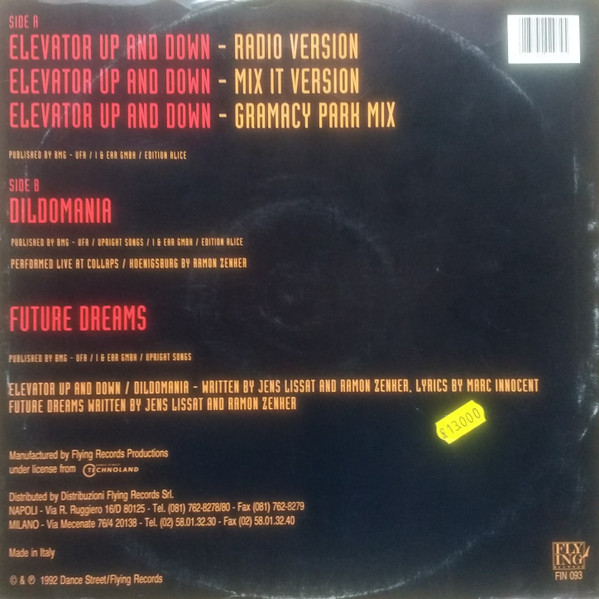 SIDE A
ELEVATOR UP AND DOWN - RADIO VERSION
ELEVATOR UP AND DOWN - MIX IT VERSION
ELEVATOR UP AND DOWN - GRAMACY PARK MIX
PUBLISHED BY BMG - UFA / I & EAR GMBH / EDITION ALICE
SIDE B
DILDOMANIA
PUBLISHED BY BMG - UFA / UPRIGHT SONGS / I & EAR GMBH / EDITION ALICE
PERFORMED LIVE AT COLLAPS / HOENIGSBURG BY RAMON ZENKER
FUTURE DREAMS
PUBLISHED BY BMG - UFA / I & EAR GMBH / UPRIGHT SONGS
ELEVATOR UP AND DOWN / DILDOMANIA - WRITTEN BY JENS LISSAT AND RAMON ZENKER, LYRICS BY MARC INNOCENT
FUTURE DREAMS WRITTEN BY JENS LISSAT AND RAMON ZENKER
£13000
Manufactured by Flying Records Productions
under license from TECHNOLAND
Distributed by Distribuzioni Flying Records Srl.
NAPOLI - Via R. Ruggiero 16/D 80125 - Tel. (081) 762-8278/80 - Fax (081) 762-8279
MILANO - Via Mecenate 76/4 20138 - Tel. (02) 58.01.32.30 - Fax (02) 58.01.32.40
Made in Italy
© & ℗ 1992 Dance Street/Flying Records
FLY
ING
RECORDS
FIN 093